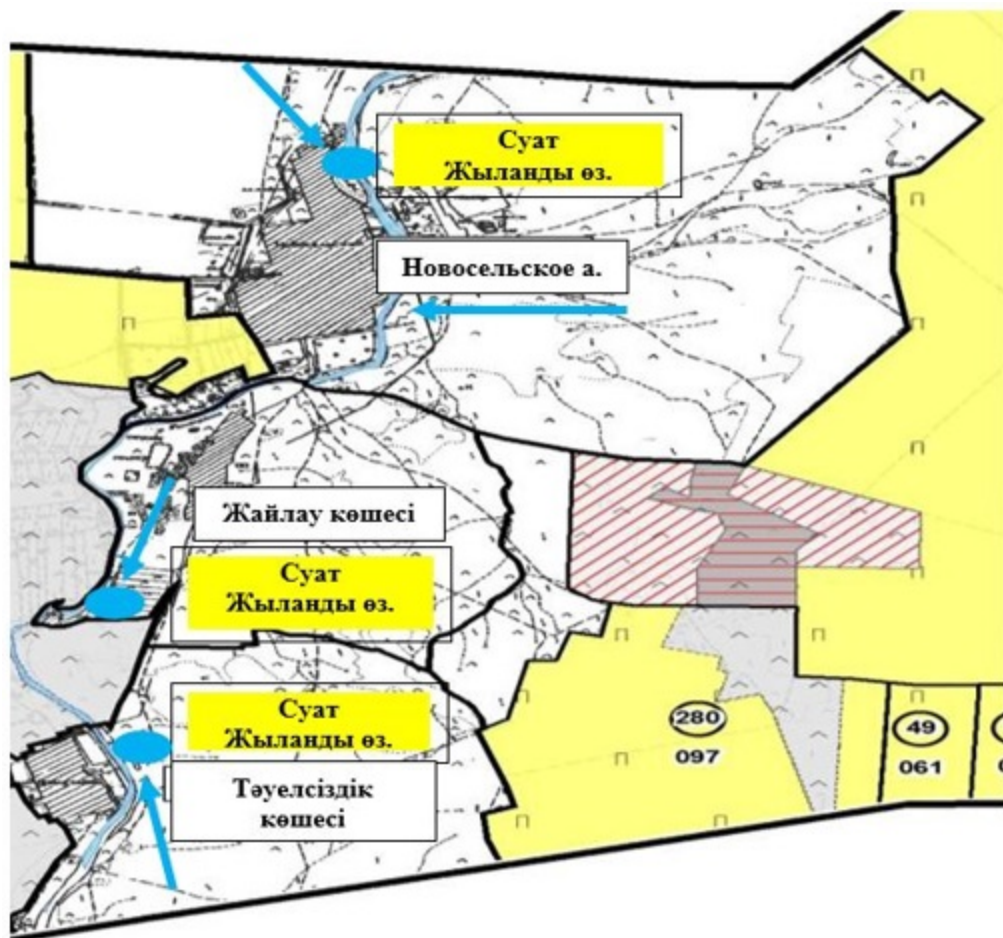 Суат
Жыланды өз.
Новосельское а.
Жайлау көшесі
Суат
Жыланды өз.
Суат
Жыланды өз.
Тәуелсіздік
көшесі
280
097
49
061